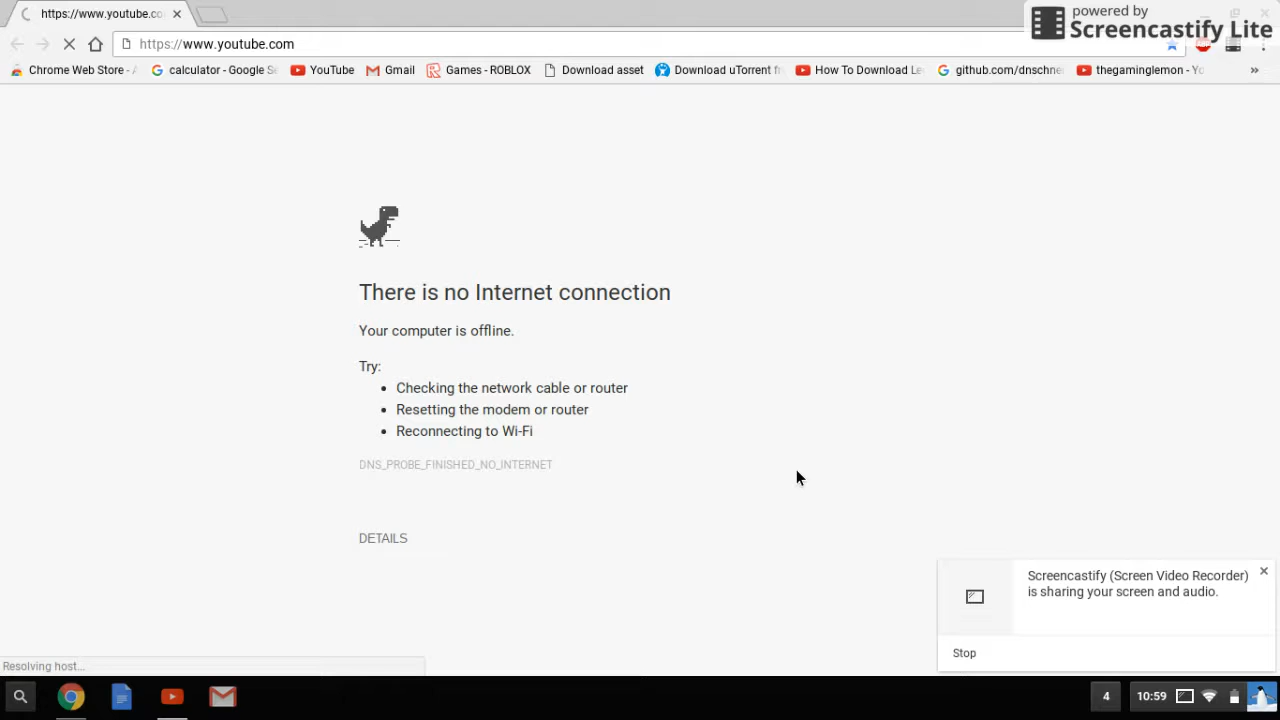 https://www.youtube.co
powered by
Screencastify Lite
https://www.youtube.com
Chrome Web Store - A
calculator - Google Se
YouTube
Gmail
Games - ROBLOX
Download asset
Download uTorrent fr
How To Download Le
github.com/dnschne
thegaminglemon - Yo
»
There is no Internet connection
Your computer is offline.
Try:
• Checking the network cable or router
• Resetting the modem or router
• Reconnecting to Wi-Fi
DNS_PROBE_FINISHED_NO_INTERNET
DETAILS
Screencastify (Screen Video Recorder)
is sharing your screen and audio.
Stop
Resolving host...
4
10:59